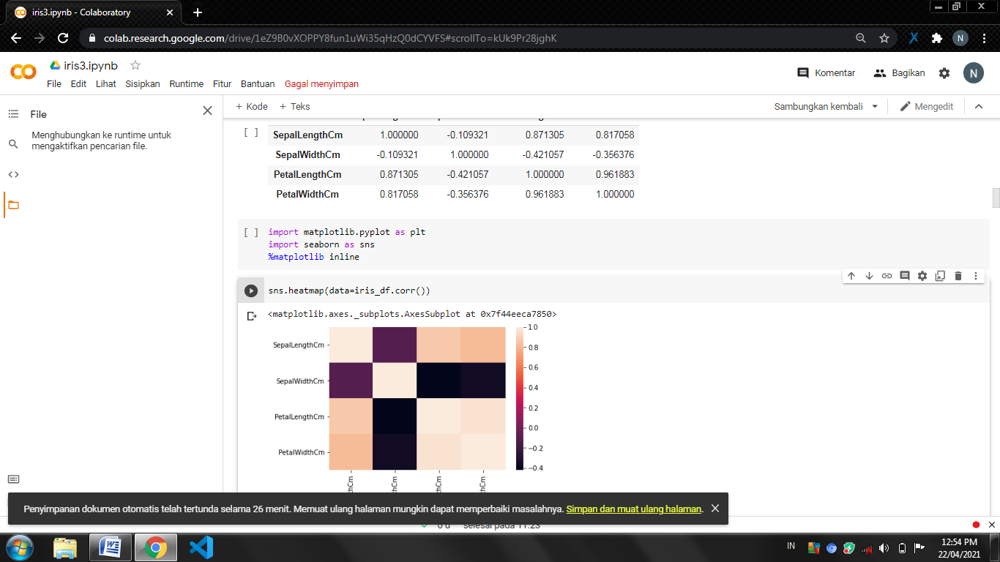 iris3.ipynb - Colaboratory
colab.research.google.com/drive/1eZ9B0vXOPPY8fun1uWi35qHzQ0dCYVFS#scrollTo=kUk9Pr28jghK
N
iris3.ipynb
File Edit Lihat Sisipkan Runtime Fitur Bantuan Gagal menyimpan
Komentar Bagikan N
+ Kode + Teks Sambungkan kembali Mengedit
File
Menghubungkan ke runtime untuk
mengaktifkan pencarian file.
[ ] SepalLengthCm 1.000000 -0.109321 0.871305 0.817058
SepalWidthCm -0.109321 1.000000 -0.421057 -0.356376
PetalLengthCm 0.871305 -0.421057 1.000000 0.961883
PetalWidthCm 0.817058 -0.356376 0.961883 1.000000
[ ] import matplotlib.pyplot as plt
import seaborn as sns
%matplotlib inline
sns.heatmap(data=iris_df.corr())
<matplotlib.axes._subplots.AxesSubplot at 0x7f44eeca7850>
SepalLengthCm
SepalWidthCm
PetalLengthCm
PetalWidthCm
1.0
0.8
0.6
0.4
0.2
0.0
−0.2
−0.4
thCm thCm thCm thCm
Penyimpanan dokumen otomatis telah tertunda selama 26 menit. Memuat ulang halaman mungkin dapat memperbaiki masalahnya. Simpan dan muat ulang halaman.
0 d selesai pada 11.23
IN
12:54 PM
22/04/2021